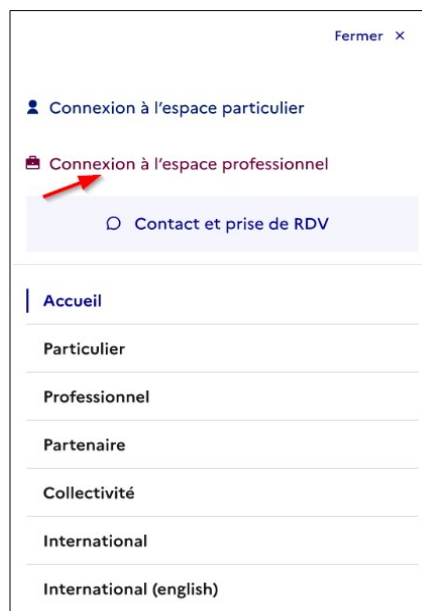 Fermer ×
Connexion à l'espace particulier
Connexion à l'espace professionnel
Contact et prise de RDV
Accueil
Particulier
Professionnel
Partenaire
Collectivité
International
International (english)